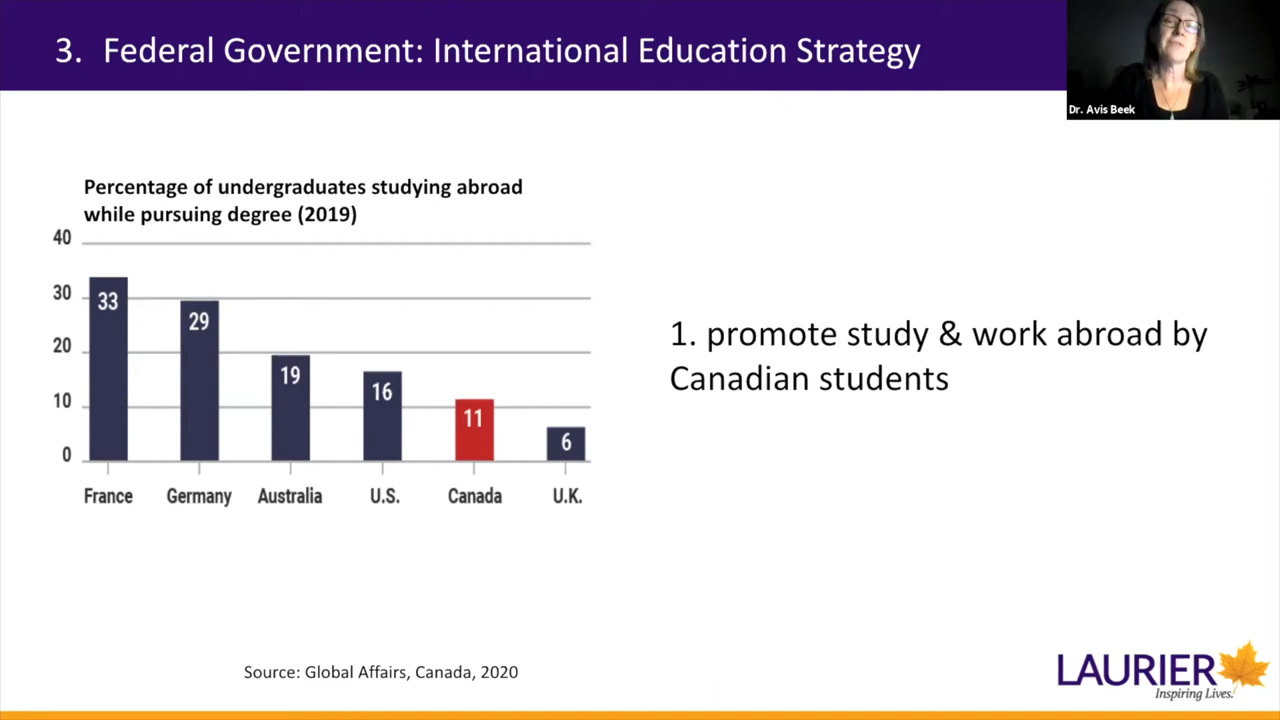 3. Federal Government: International Education Strategy
Dr. Avis Beek
Percentage of undergraduates studying abroad
while pursuing degree (2019)
40
30
20
10
0
33
29
19
16
11
6
France
Germany
Australia
U.S.
Canada
U.K.
1. promote study & work abroad by
Canadian students
Source: Global Affairs, Canada, 2020
LAURIER
Inspiring Lives.